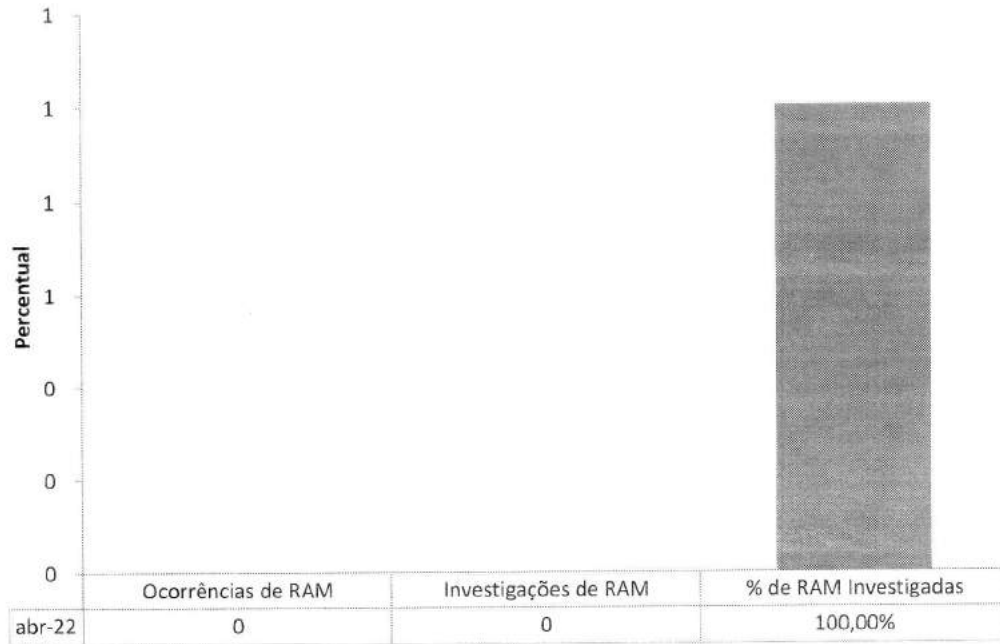 1
1
1
1
0
0
0
Percentual
Ocorrências de RAM Investigações de RAM % de RAM Investigadas
abr-22 0 0 100,00%